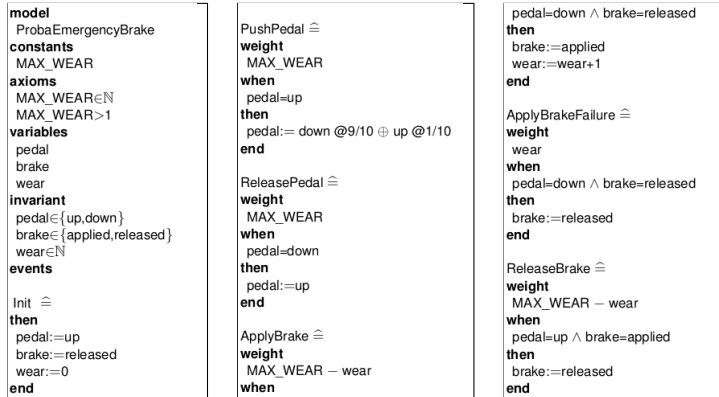 model
ProbaEmergencyBrake
constants
MAX_WEAR
axioms
MAX_WEAR∈ℕ
MAX_WEAR>1
variables
pedal
brake
wear
invariant
pedal∈{up,down}
brake∈{applied,released}
wear∈ℕ
events
Init ≙
then
pedal:=up
brake:=released
wear:=0
end
PushPedal ≙
weight
MAX_WEAR
when
pedal=up
then
pedal:= down @9/10 ⊕ up @1/10
end
ReleasePedal ≙
weight
MAX_WEAR
when
pedal=down
then
pedal:=up
end
ApplyBrake ≙
weight
MAX_WEAR − wear
when
pedal=down ∧ brake=released
then
brake:=applied
wear:=wear+1
end
ApplyBrakeFailure ≙
weight
wear
when
pedal=down ∧ brake=released
then
brake:=released
end
ReleaseBrake ≙
weight
MAX_WEAR − wear
when
pedal=up ∧ brake=applied
then
brake:=released
end